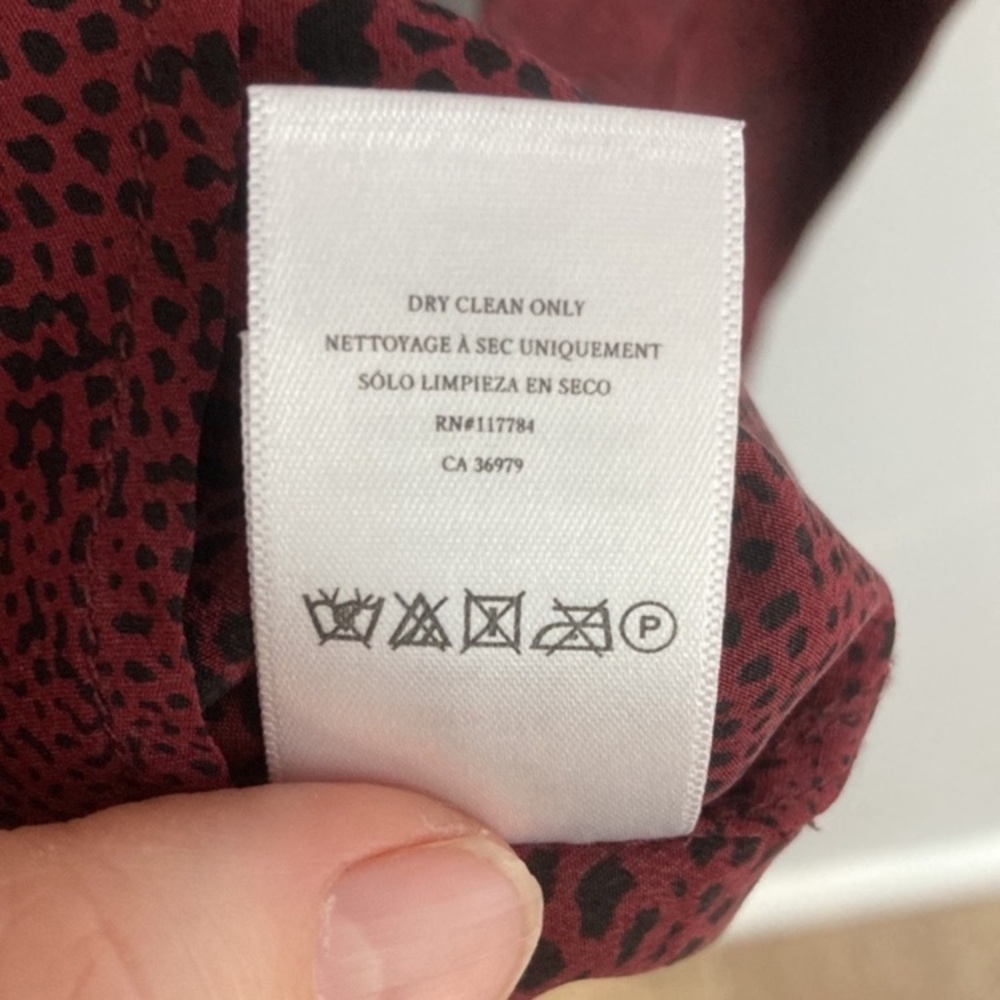 DRY CLEAN ONLY
NETTOYAGE À SEC UNIQUEMENT
SÓLO LIMPIEZA EN SECO
RN#117784
CA 36979
P